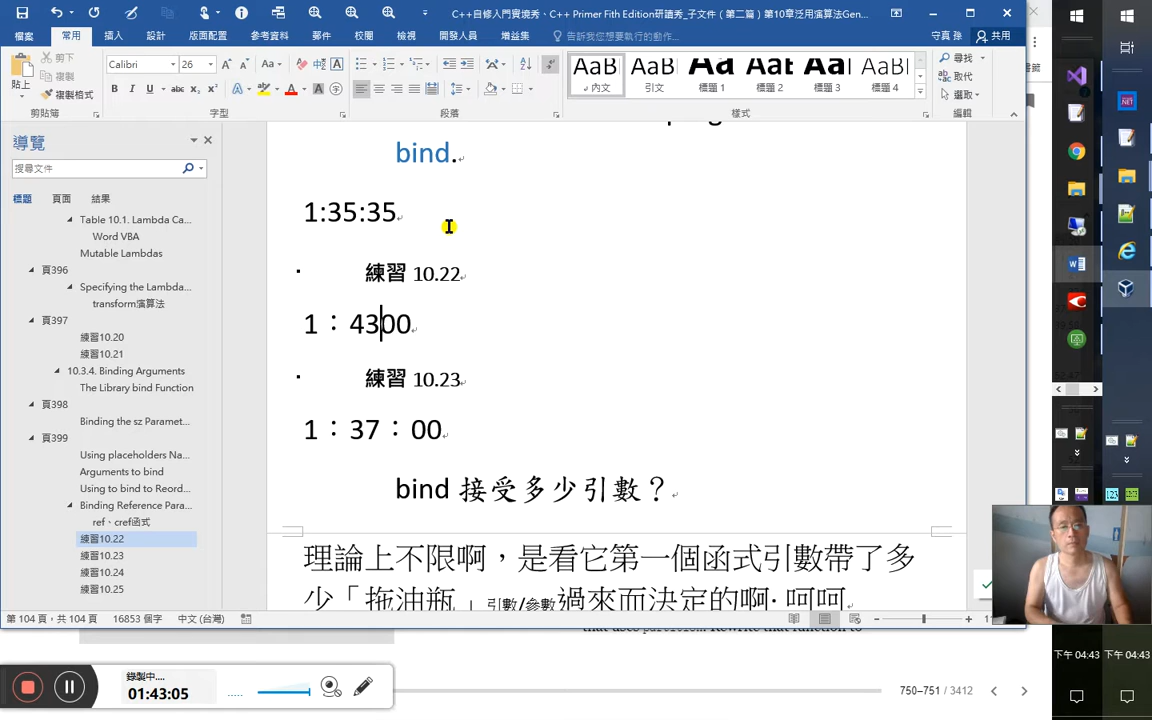 C++自修入門實境秀、C++ Primer Fith Edition研讀秀_子文件（第二篇）第10章泛用演算法Gen...
檔案 常用 插入 設計 版面配置 參考資料 郵件 校閱 檢視 開發人員 增益集 告訴我您想要執行的動作... 守真 孫 共用
剪下
複製
貼上 複製格式
剪貼簿
Calibri 26
字型
段落
AaB AaB Aa AaE Aal AaB
內文 引文 標題 1 標題 2 標題 3 標題 4
樣式
尋找
取代
選取
編輯
導覽
搜尋文件
標題 頁面 結果
Table 10.1. Lambda Ca...
Word VBA
Mutable Lambdas
頁396
Specifying the Lambda...
transform演算法
頁397
練習10.20
練習10.21
10.3.4. Binding Arguments
The Library bind Function
頁398
Binding the sz Paramet...
頁399
Using placeholders Na...
Arguments to bind
Using to bind to Reord...
Binding Reference Para...
ref、cref函式
練習10.22
練習10.23
練習10.24
練習10.25
bind.
1:35:35
練習 10.22
1：4300
練習 10.23
1：37：00
bind 接受多少引數？
理論上不限啊，是看它第一個函式引數帶了多
少「拖油瓶」引數/參數過來而決定的啊. 呵呵
第 104 頁，共 104 頁 16853 個字 中文 (台灣)
錄製中....
01:43:05
750–751 / 3412
下午 04:43 下午 04:43